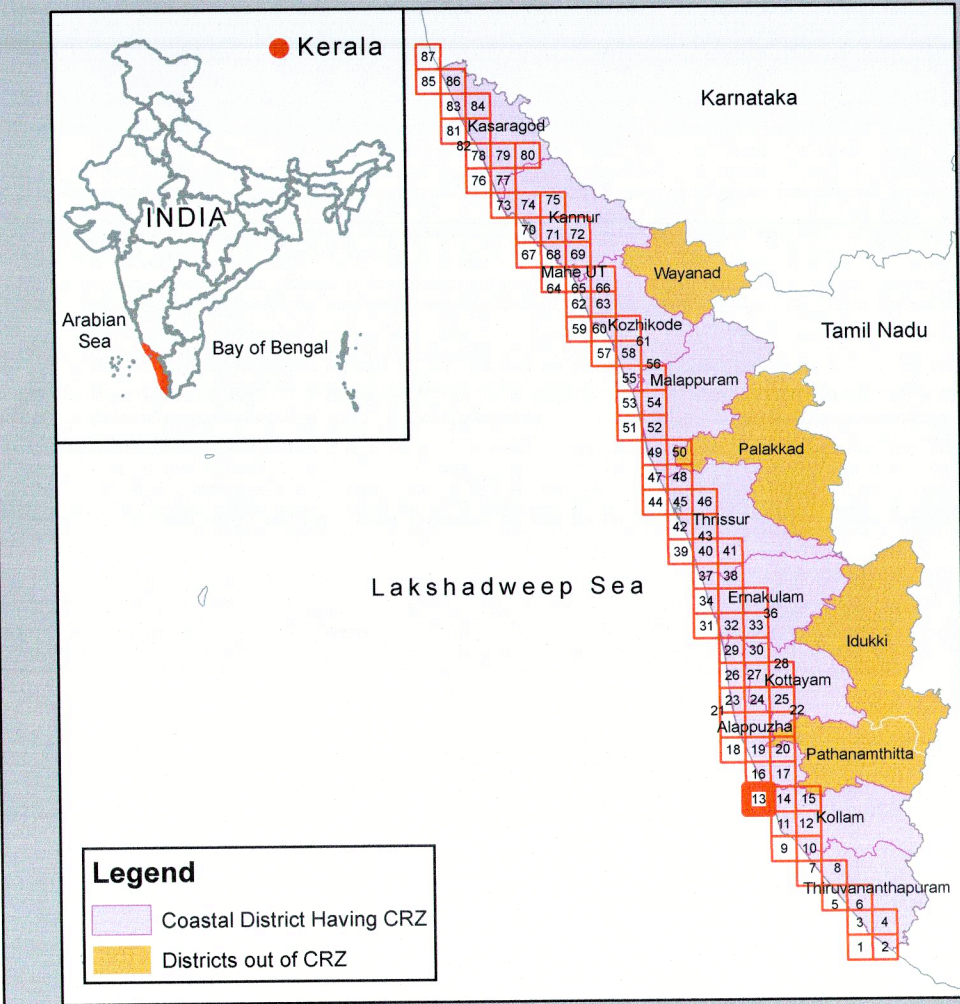 Kerala
INDIA
Arabian
Sea
Bay of Bengal
87
85 86
Karnataka
83 84
81 Kasaragod
82
78 79 80
76 77
73 74 75
Kannur
70 71 72
67 68 69
Wayanad
Mahe UT
64 65 66
62 63
59 60 Kozhikode
Tamil Nadu
61
57 58
56
55 Malappuram
53 54
51 52
49 50 Palakkad
47 48
44 45 46
42 Thrissur
43
39 40 41
37 38
Lakshadweep Sea
34 Ernakulam
36
31 32 33
Idukki
29 30
28
26 27 Kottayam
23 24 25
21 22
Alappuzha
18 19 20 Pathanamthitta
16 17
13 14 15
11 12 Kollam
9 10
7 8
Thiruvananthapuram
5 6
3 4
1 2
Legend
Coastal District Having CRZ
Districts out of CRZ